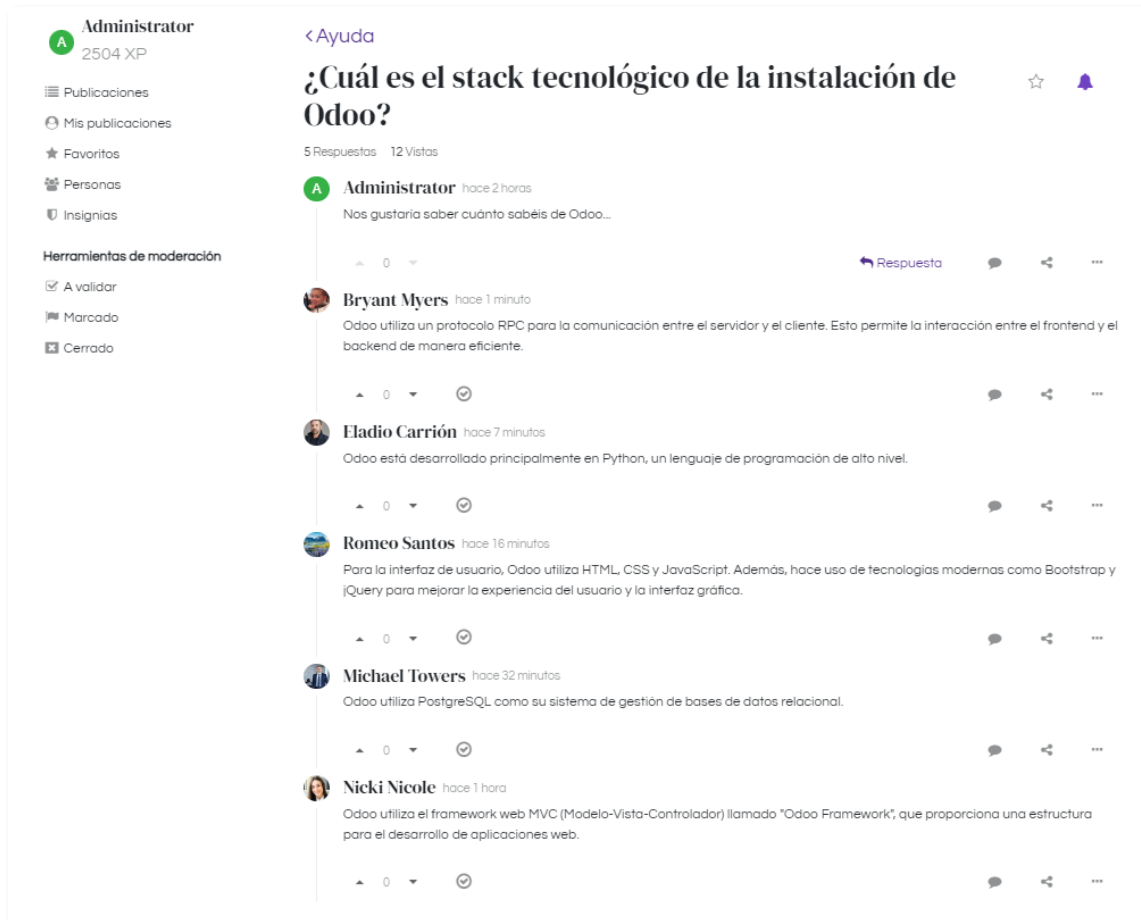 A
Administrator
2504 XP
Publicaciones
Mis publicaciones
Favoritos
Personas
Insignias
Herramientas de moderación
A validar
Marcado
Cerrado
<Ayuda
¿Cuál es el stack tecnológico de la instalación de
Odoo?
5 Respuestas 12 Vistas
A
Administrator hace 2 horas
Nos gustaría saber cuánto sabéis de Odoo...
0
Respuesta
Bryant Myers hace 1 minuto
Odoo utiliza un protocolo RPC para la comunicación entre el servidor y el cliente. Esto permite la interacción entre el frontend y el
backend de manera eficiente.
0
Eladio Carrión hace 7 minutos
Odoo está desarrollado principalmente en Python, un lenguaje de programación de alto nivel.
0
Romeo Santos hace 16 minutos
Para la interfaz de usuario, Odoo utiliza HTML, CSS y JavaScript. Además, hace uso de tecnologías modernas como Bootstrap y
jQuery para mejorar la experiencia del usuario y la interfaz gráfica.
0
Michael Towers hace 32 minutos
Odoo utiliza PostgreSQL como su sistema de gestión de bases de datos relacional.
0
Nicki Nicole hace 1 hora
Odoo utiliza el framework web MVC (Modelo-Vista-Controlador) llamado "Odoo Framework", que proporciona una estructura
para el desarrollo de aplicaciones web.
0